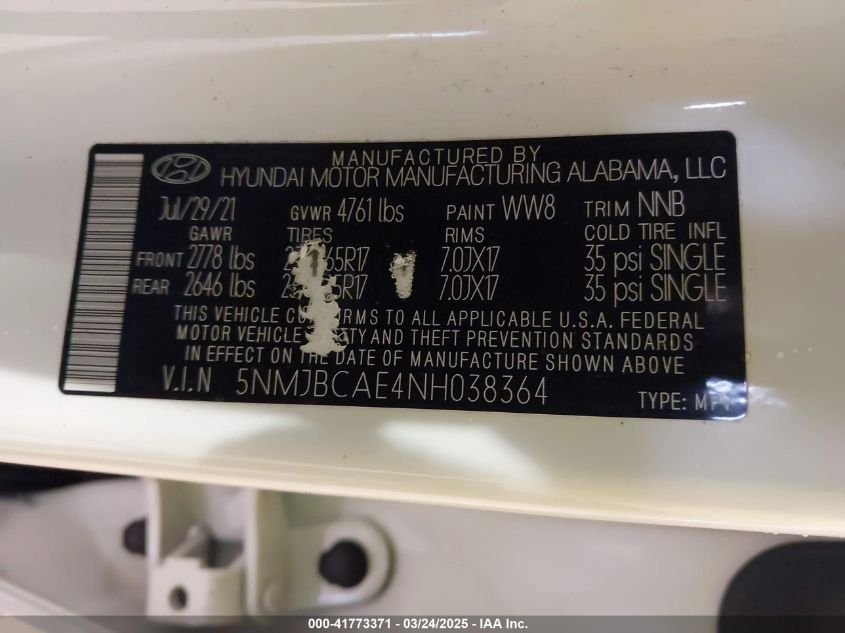 MANUFACTURED BY
HYUNDAI MOTOR MANUFACTURING ALABAMA, LLC
Jul/29/21 GVWR 4761 lbs PAINT WW8 TRIM NNB
GAWR TIRES RIMS COLD TIRE INFL
FRONT 2778 lbs 7.0JX17 35 psi SINGLE
REAR 2646 lbs 7.0JX17 35 psi SINGLE
THIS VEHICLE TO ALL APPLICABLE U.S.A. FEDERAL
MOTOR VEHICLE AND THEFT PREVENTION STANDARDS
IN EFFECT ON THE DATE OF MANUFACTURE SHOWN ABOVE
V.I.N 5NMJBCAE4NH038364 TYPE: MPV
000-41773371 - 03/24/2025 - IAA Inc.